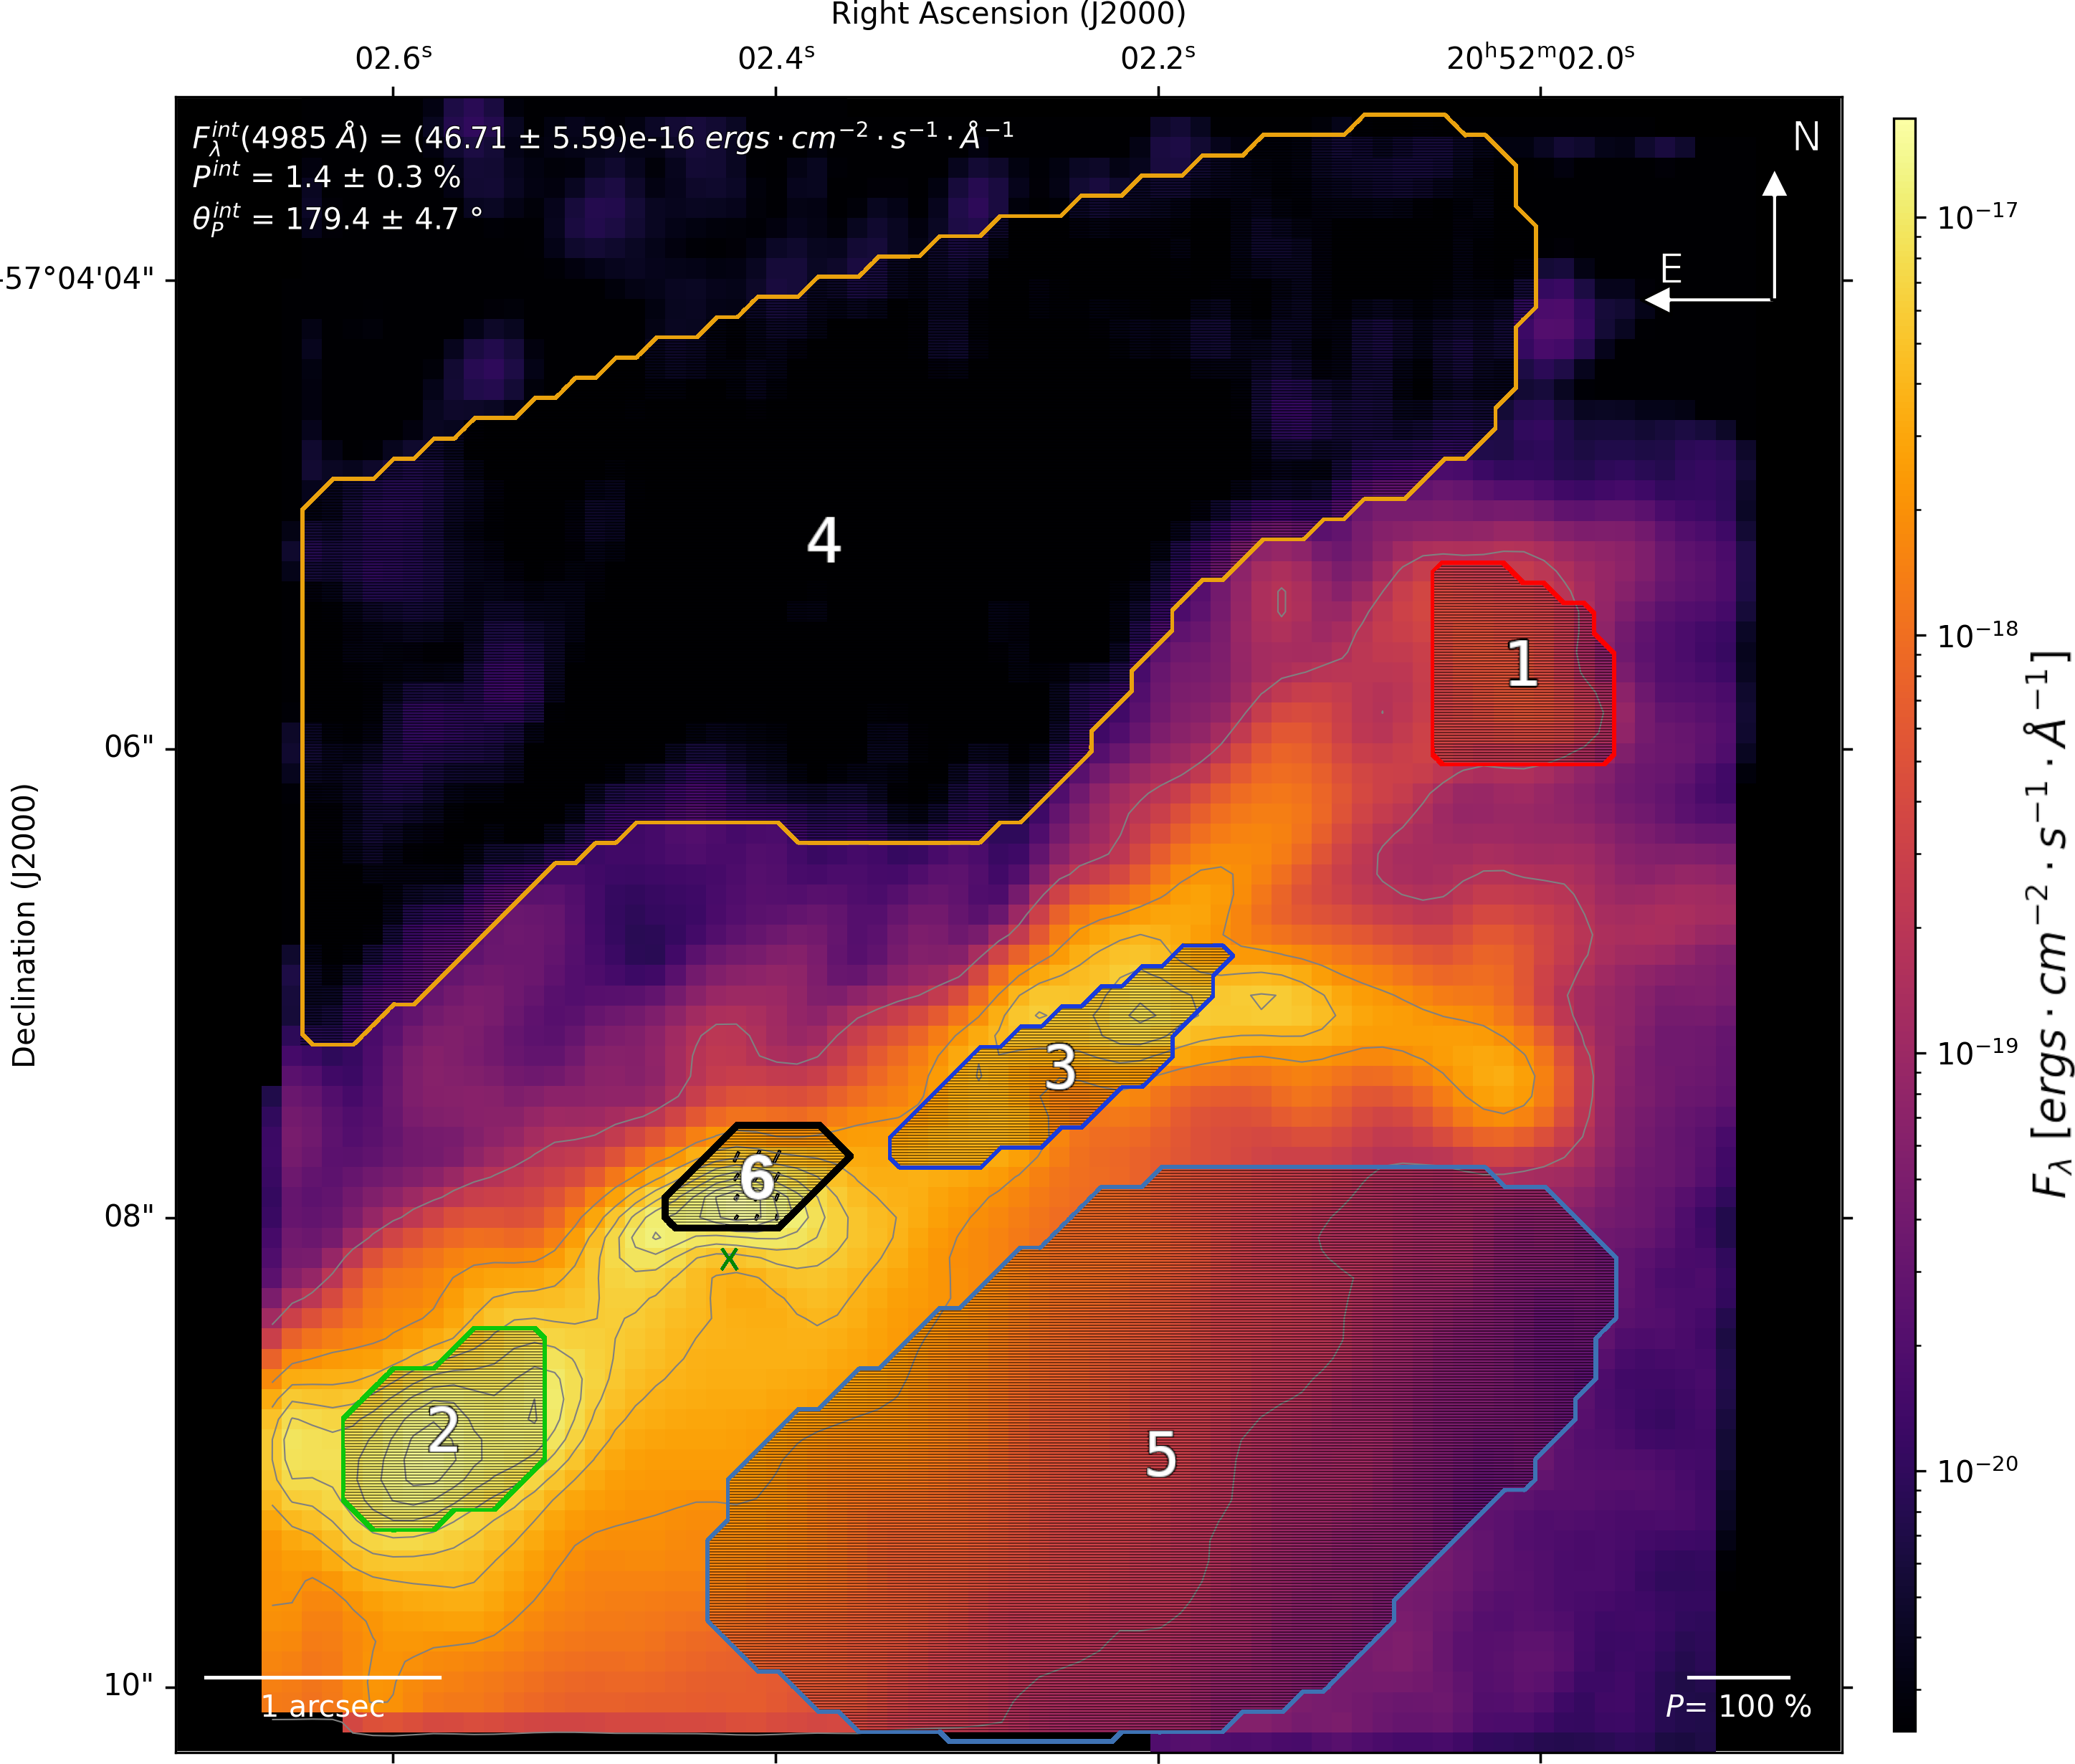 Right Ascension (J2000)
02.6ˢ 02.4ˢ 02.2ˢ 20ʰ52ᵐ02.0ˢ
F_λ^int(4985 Å) = (46.71 ± 5.59)e-16 ergs · cm⁻² · s⁻¹ · Å⁻¹
P^int = 1.4 ± 0.3 %
θ_P^int = 179.4 ± 4.7 °
N
E
-57°04'04"
06"
08"
10"
Declination (J2000)
4
1
3
6
2
5
1 arcsec
P= 100 %
10⁻¹⁷
10⁻¹⁸
10⁻¹⁹
10⁻²⁰
F_λ [ergs · cm⁻² · s⁻¹ · Å⁻¹]